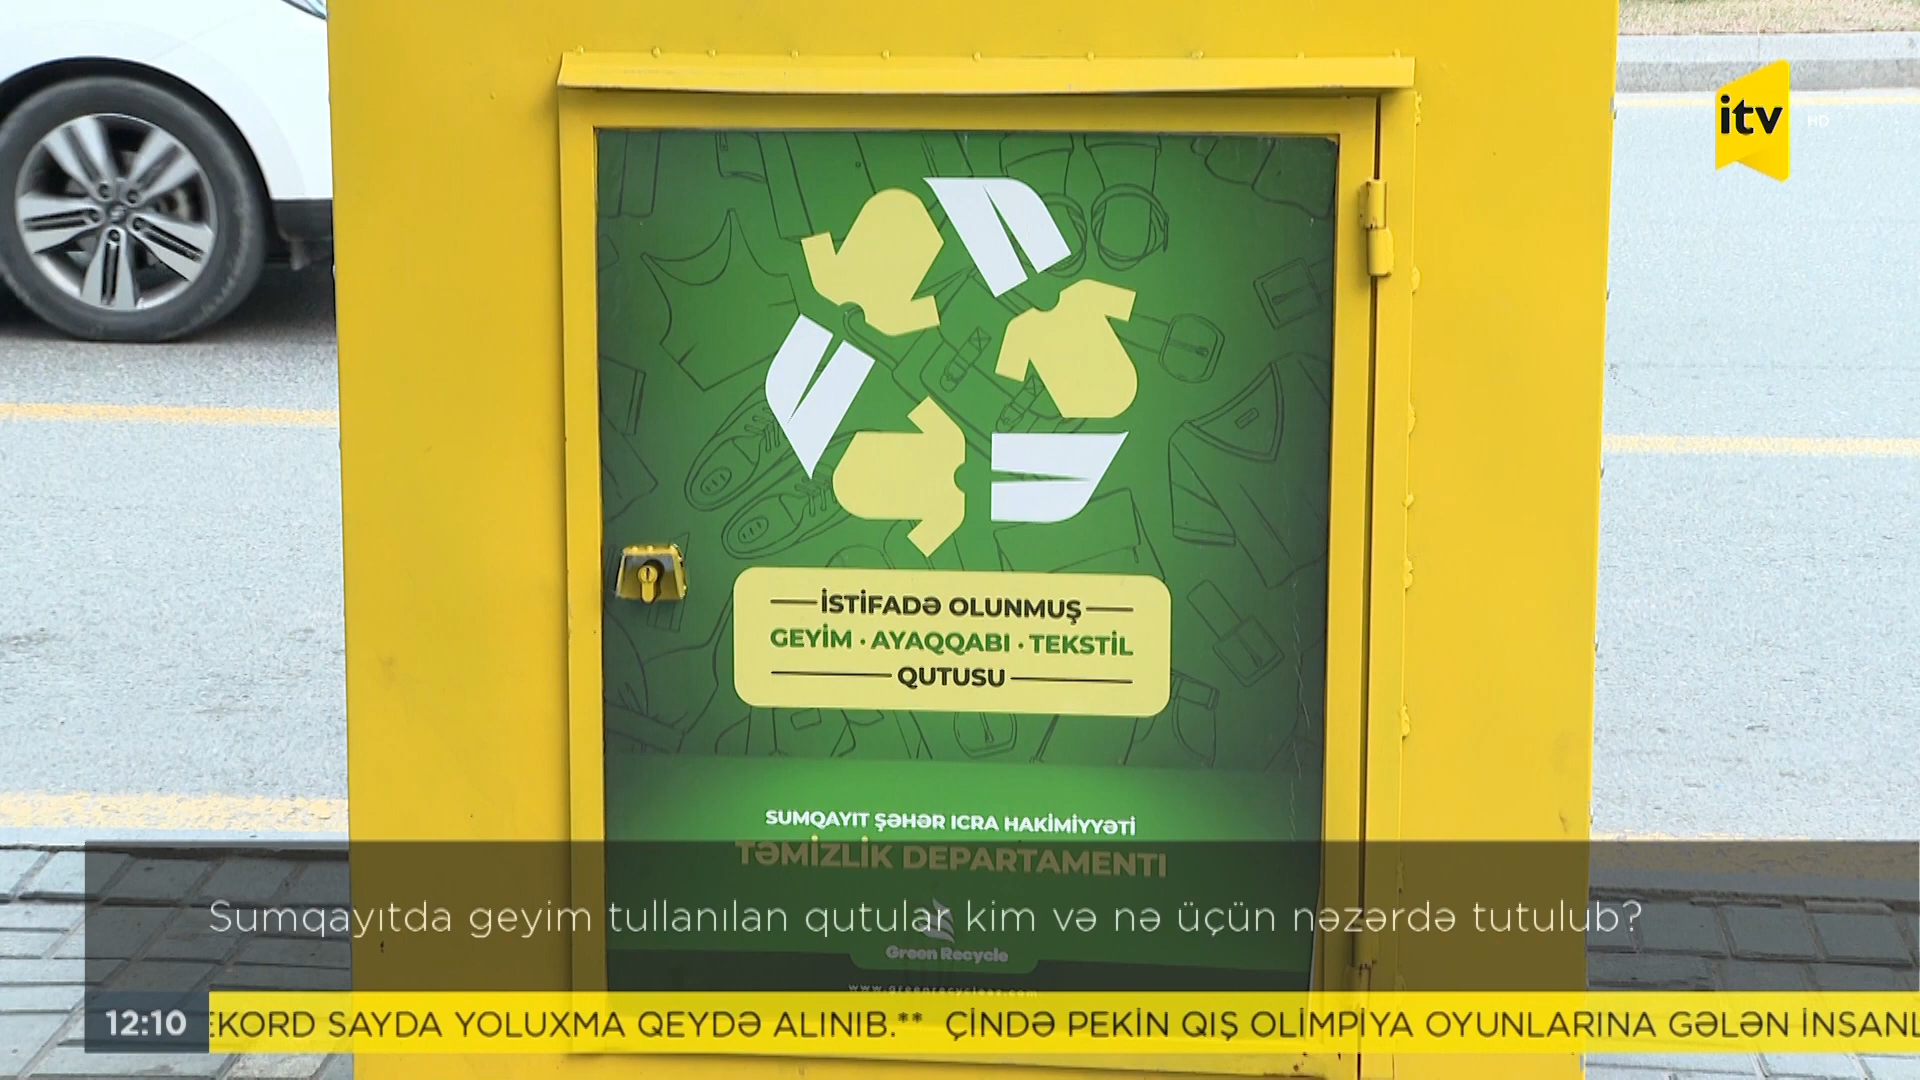 itv HD
İSTİFADƏ OLUNMUŞ
GEYİM · AYAQQABI · TEKSTİL
QUTUSU
SUMQAYIT ŞƏHƏR ICRA HAKİMİYYƏTİ
TƏMİZLİK DEPARTAMENTI
Sumqayıtda geyim tullanılan qutular kim və nə üçün nəzərdə tutulub?
Green Recycle
12:10 EKORD SAYDA YOLUXMA QEYDƏ ALINIB.** ÇİNDƏ PEKİN QIŞ OLİMPİYA OYUNLARINA GƏLƏN İNSANL